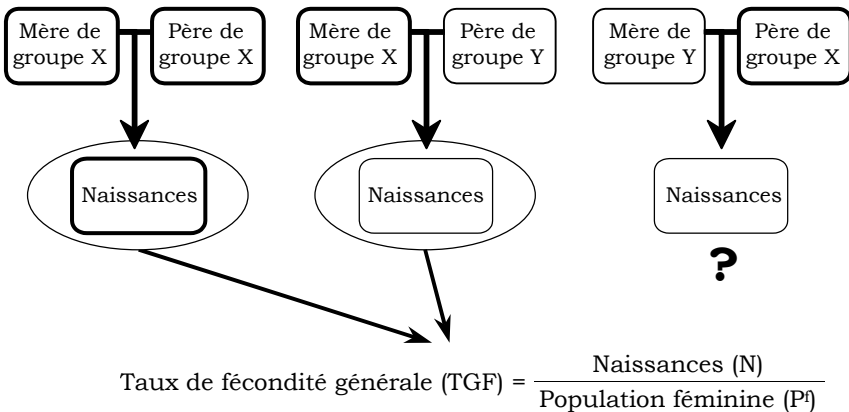 Mère de groupe X
Père de groupe X
Mère de groupe X
Père de groupe Y
Mère de groupe Y
Père de groupe X
Naissances
Naissances
Naissances
?
Taux de fécondité générale (TGF) = Naissances (N)
Population féminine (Pf)